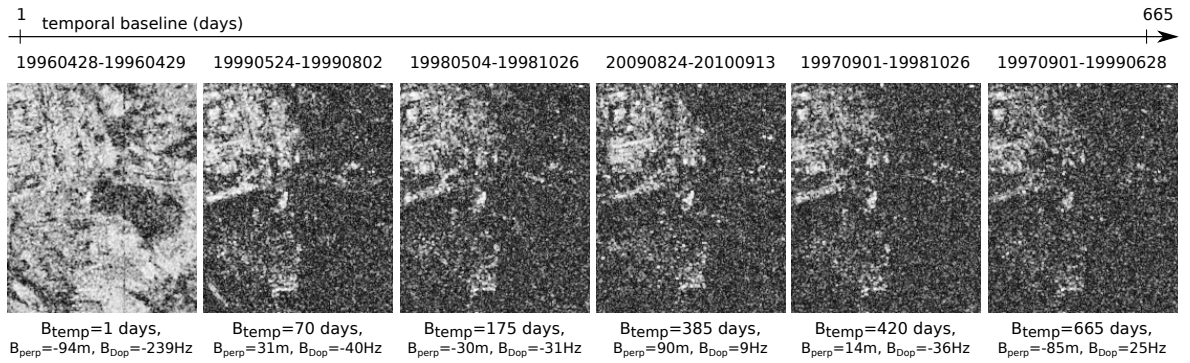 1
665
temporal baseline (days)
19960428-19960429 19990524-19990802 19980504-19981026 20090824-20100913 19970901-19981026 19970901-19990628
Btemp=1 days, Btemp=70 days, Btemp=175 days, Btemp=385 days, Btemp=420 days, Btemp=665 days,
Bperp=-94m, BDop=-239Hz Bperp=31m, BDop=-40Hz Bperp=-30m, BDop=-31Hz Bperp=90m, BDop=9Hz Bperp=14m, BDop=-36Hz Bperp=-85m, BDop=25Hz